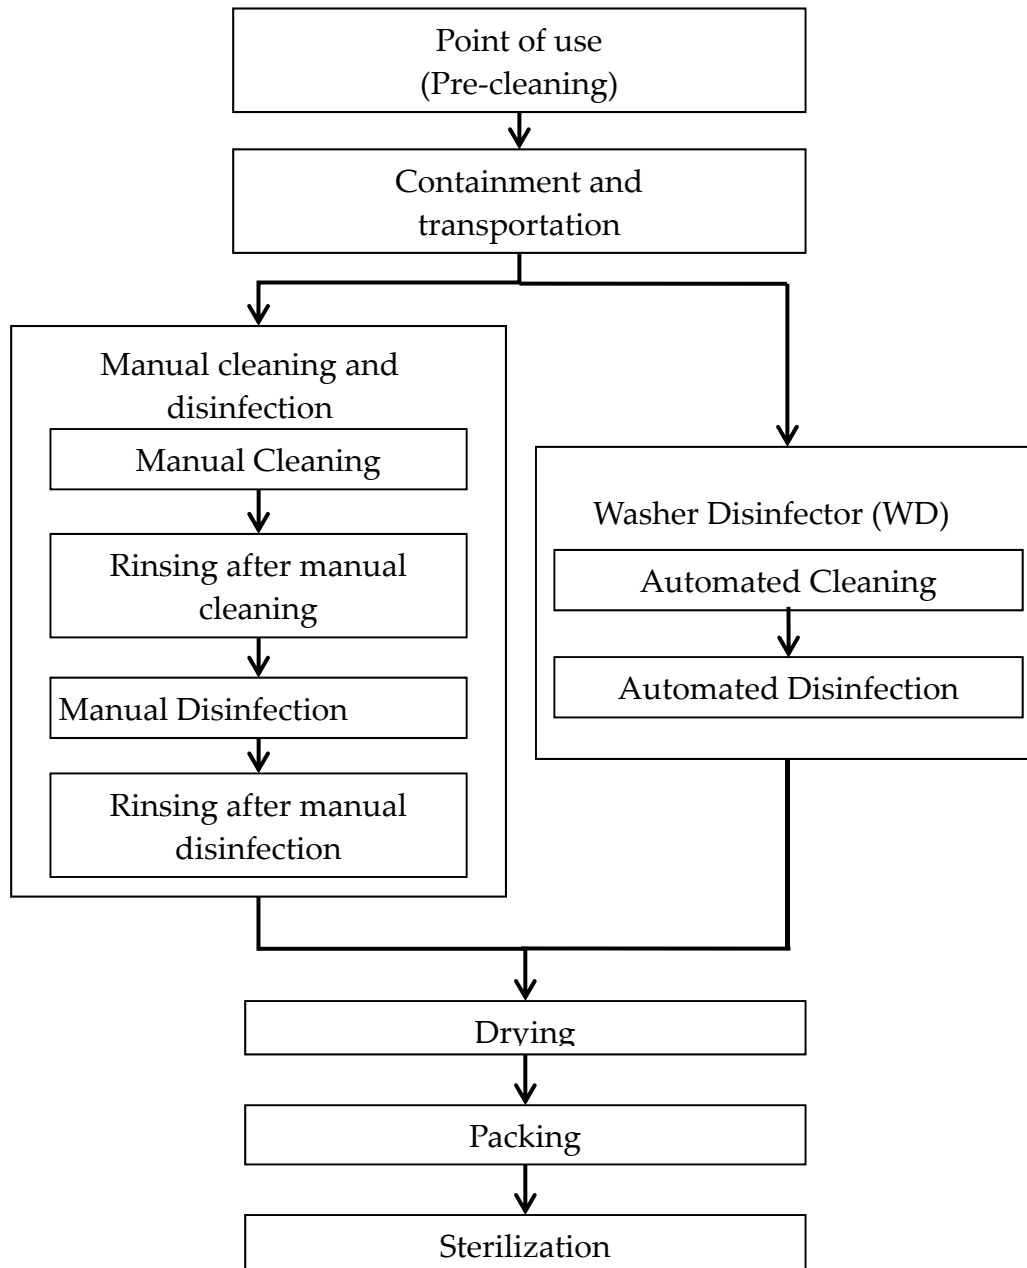 Point of use
(Pre-cleaning)
Containment and
transportation
Manual cleaning and
disinfection
Manual Cleaning
Rinsing after manual
cleaning
Manual Disinfection
Rinsing after manual
disinfection
Washer Disinfector (WD)
Automated Cleaning
Automated Disinfection
Drying
Packing
Sterilization